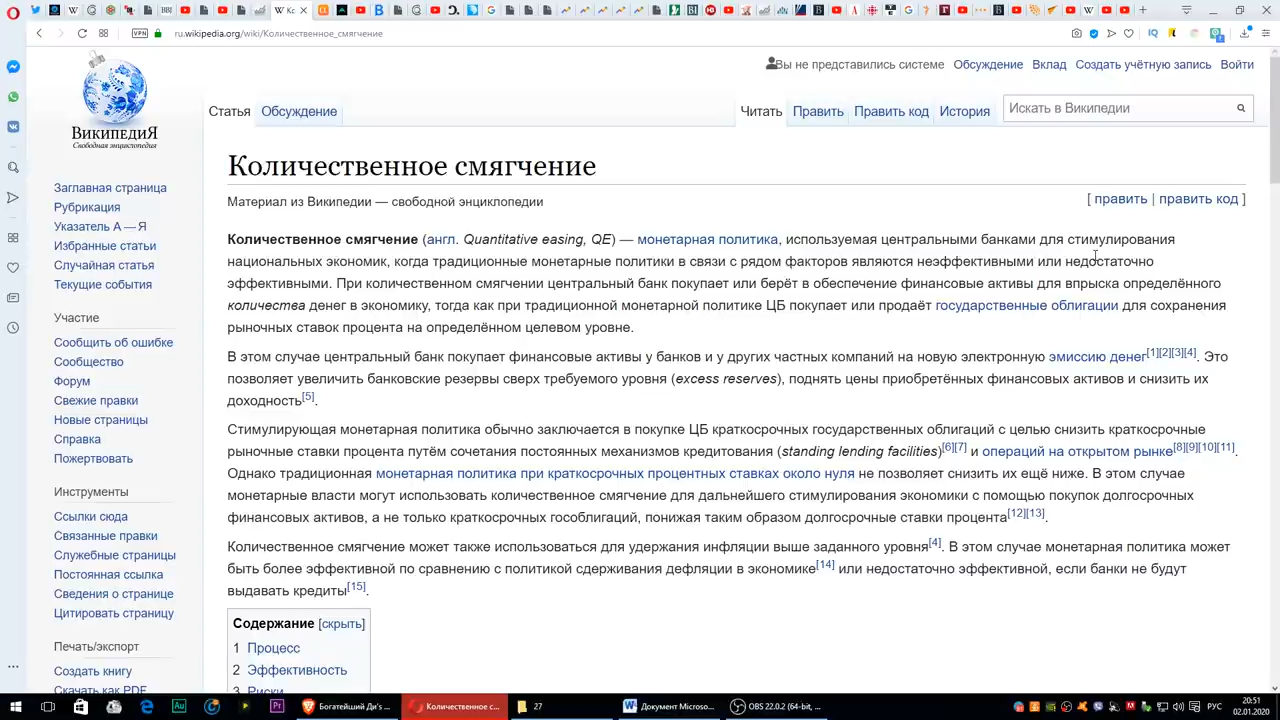 Кс
VPN
ru.wikipedia.org/wiki/Количественное_смягчение
Вы не представились системе Обсуждение Вклад Создать учётную запись Войти
Статья Обсуждение Читать Править Править код История Искать в Википедии
ВикипедиЯ
Свободная энциклопедия
Заглавная страница
Рубрикация
Указатель А — Я
Избранные статьи
Случайная статья
Текущие события
Участие
Сообщить об ошибке
Сообщество
Форум
Свежие правки
Новые страницы
Справка
Пожертвовать
Инструменты
Ссылки сюда
Связанные правки
Служебные страницы
Постоянная ссылка
Сведения о странице
Цитировать страницу
Печать/экспорт
Создать книгу
Скачать как PDF
Количественное смягчение
Материал из Википедии — свободной энциклопедии
[ править | править код ]
Количественное смягчение (англ. Quantitative easing, QE) — монетарная политика, используемая центральными банками для стимулирования
национальных экономик, когда традиционные монетарные политики в связи с рядом факторов являются неэффективными или недостаточно
эффективными. При количественном смягчении центральный банк покупает или берёт в обеспечение финансовые активы для впрыска определённого
количества денег в экономику, тогда как при традиционной монетарной политике ЦБ покупает или продаёт государственные облигации для сохранения
рыночных ставок процента на определённом целевом уровне.
В этом случае центральный банк покупает финансовые активы у банков и у других частных компаний на новую электронную эмиссию денег[1][2][3][4]. Это
позволяет увеличить банковские резервы сверх требуемого уровня (excess reserves), поднять цены приобретённых финансовых активов и снизить их
доходность[5].
Стимулирующая монетарная политика обычно заключается в покупке ЦБ краткосрочных государственных облигаций с целью снизить краткосрочные
рыночные ставки процента путём сочетания постоянных механизмов кредитования (standing lending facilities)[6][7] и операций на открытом рынке[8][9][10][11].
Однако традиционная монетарная политика при краткосрочных процентных ставках около нуля не позволяет снизить их ещё ниже. В этом случае
монетарные власти могут использовать количественное смягчение для дальнейшего стимулирования экономики с помощью покупок долгосрочных
финансовых активов, а не только краткосрочных гособлигаций, понижая таким образом долгосрочные ставки процента[12][13].
Количественное смягчение может также использоваться для удержания инфляции выше заданного уровня[4]. В этом случае монетарная политика может
быть более эффективной по сравнению с политикой сдерживания дефляции в экономике[14] или недостаточно эффективной, если банки не будут
выдавать кредиты[15].
Содержание [скрыть]
1 Процесс
2 Эффективность
3 Риски
Богатейший Ди's ... Количественное с... 27 Документ Microso... OBS 22.0.2 (64-bit, ... РУС
20:51
02.01.2020